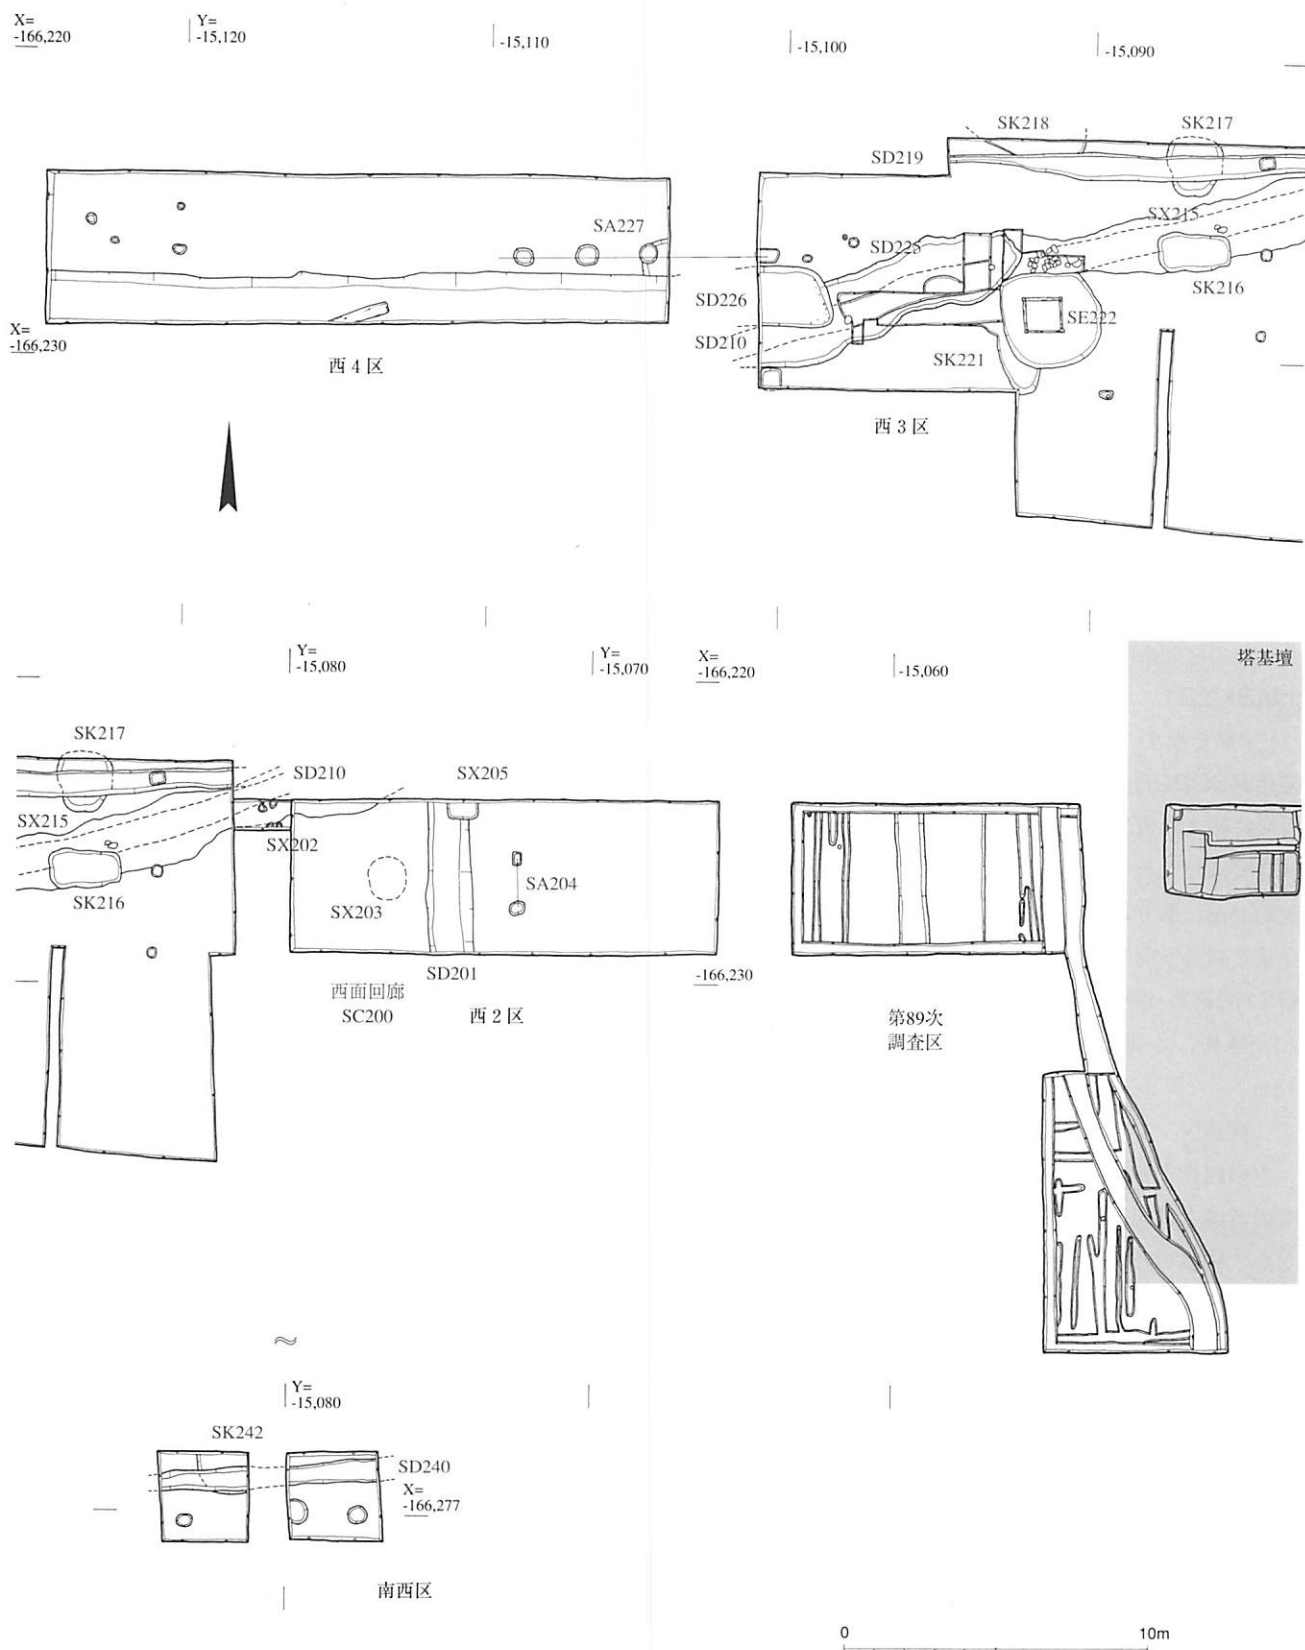 X=
-166,220
Y=
-15,120
-15,110
-15,100
-15,090
SK218
SK217
SD219
SX215
SA227
SD225
SD226
SK216
SE222
SD210
SK221
X=
-166,230
西4区
西3区
Y=
-15,080
Y=
-15,070
X=
-166,220
-15,060
塔基壇
SK217
SD210
SX205
SX215
SX202
SA204
SK216
SX203
SD201
-166,230
西面回廊
SC200
西2区
第89次
調査区
Y=
-15,080
SK242
SD240
X=
-166,277
南西区
0
10m